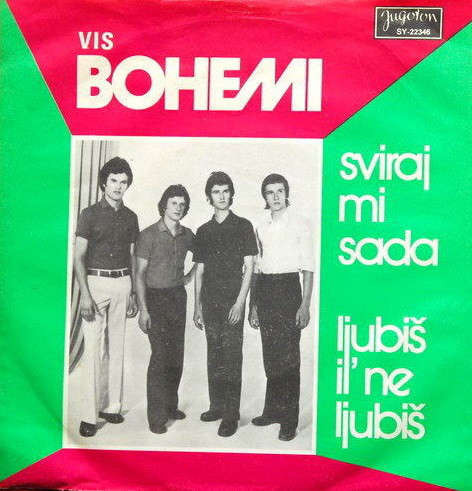 Jugoton
SY-22346
VIS
BOHEMI
sviraj
mi
sada
ljubiš
il' ne
ljubiš